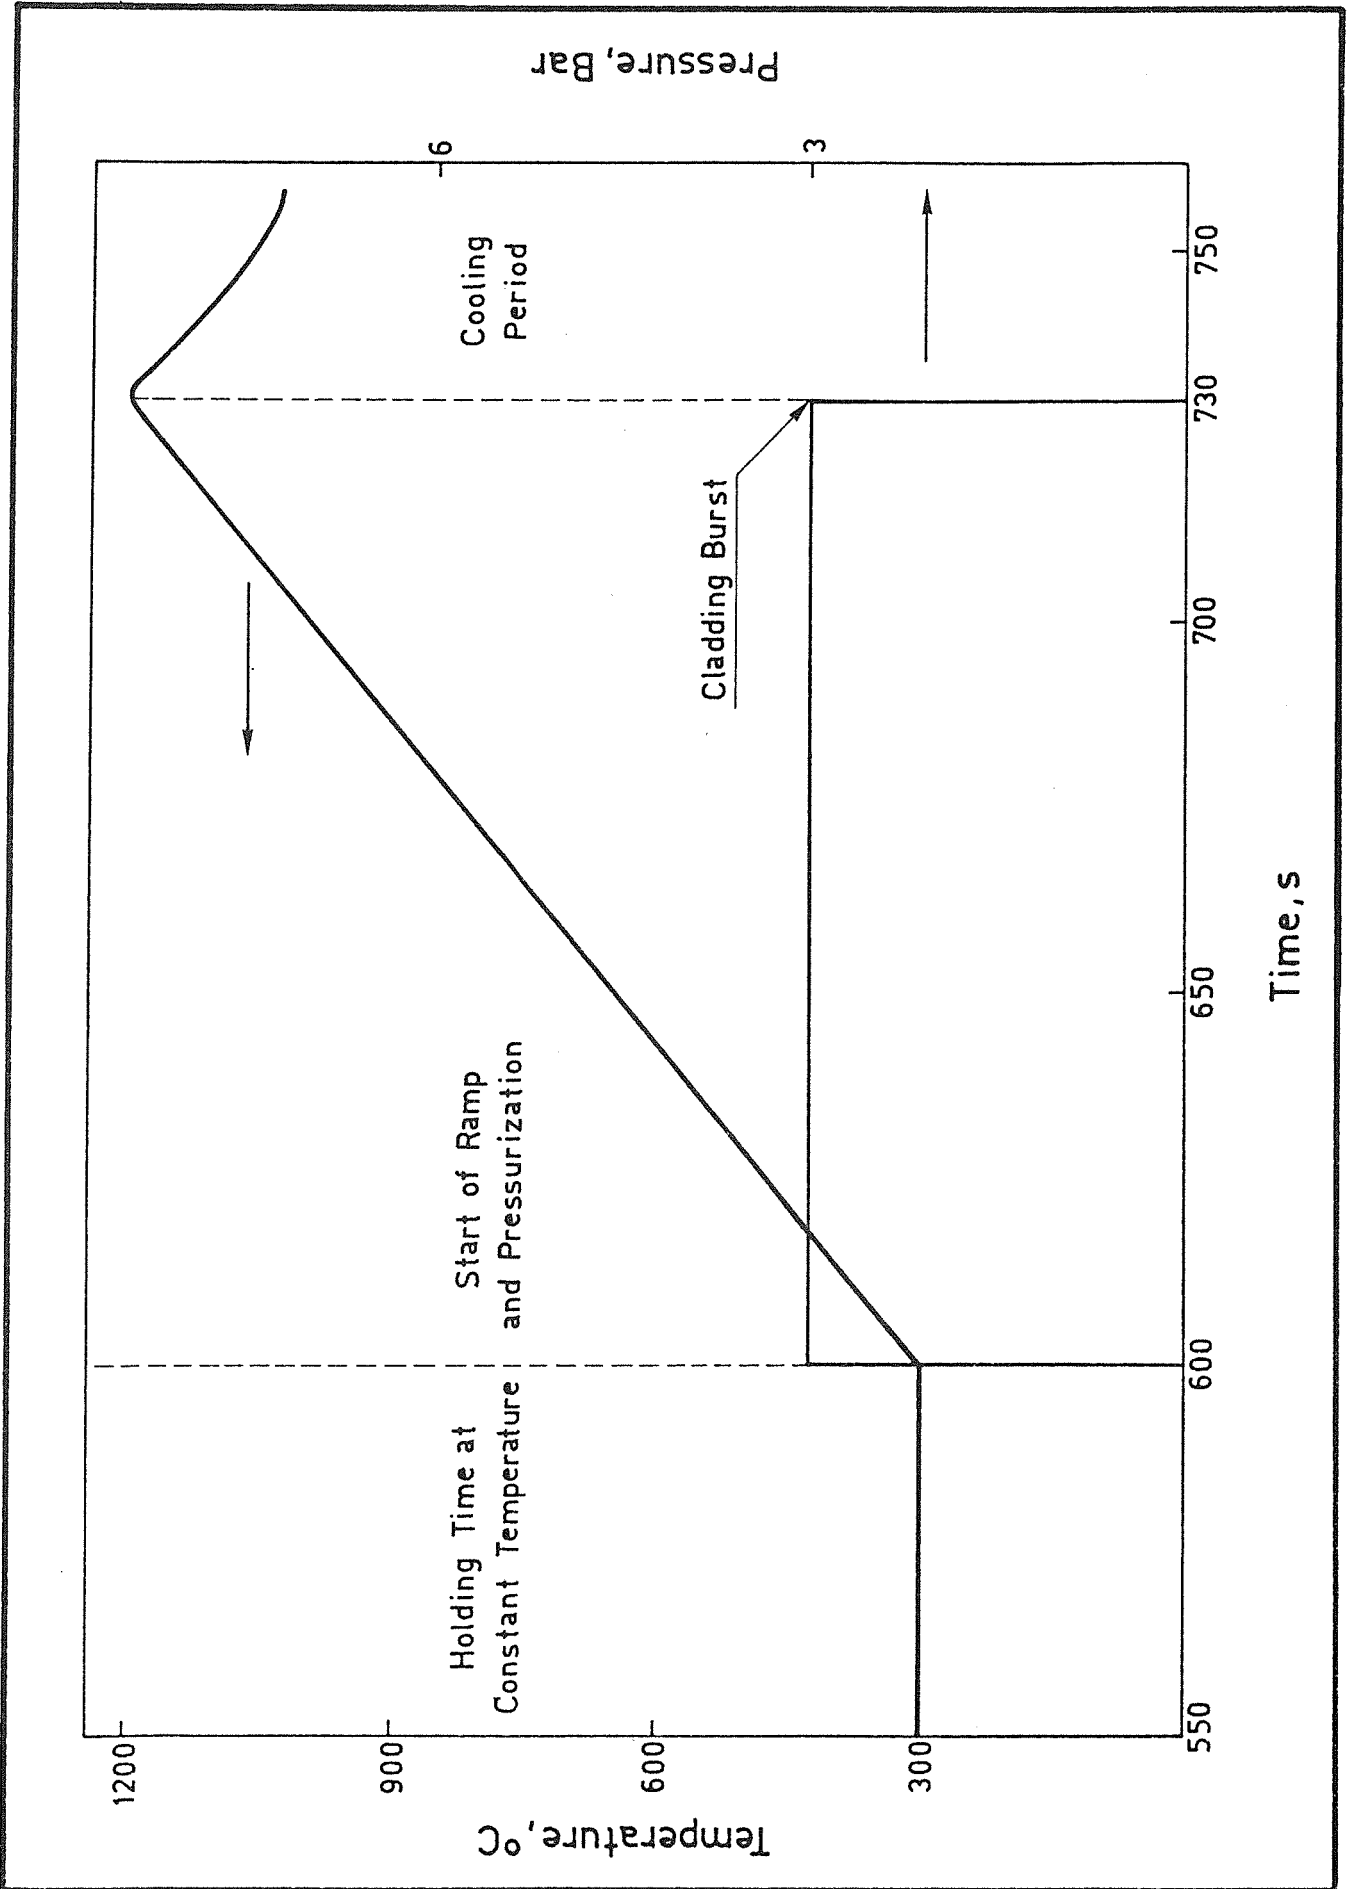 Temperature, °C
1200
900
600
300
Pressure, Bar
6
3
Holding Time at
Constant Temperature
Start of Ramp
and Pressurization
Cooling
Period
Cladding Burst
550
600
650
700
730
750
Time, s